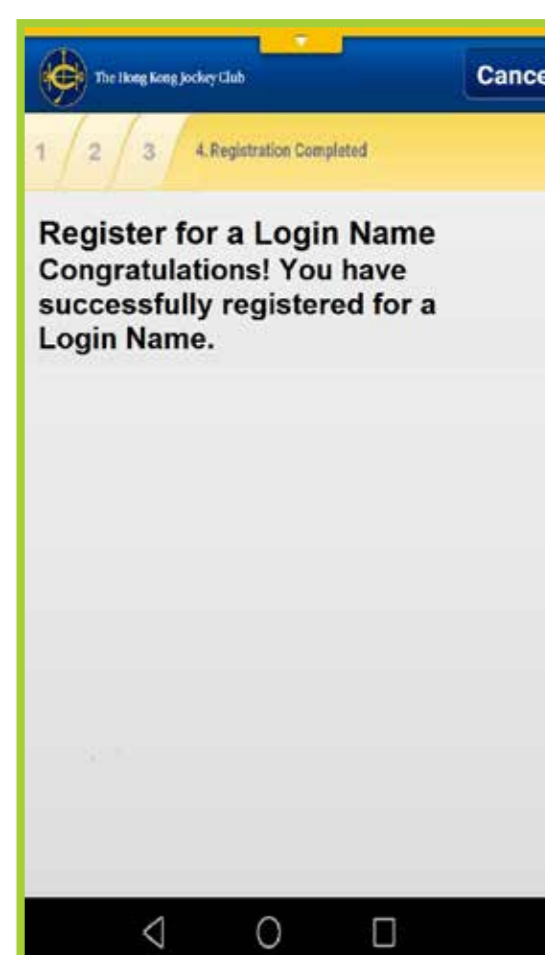 The Hong Kong Jockey Club
Cance
1 2 3 4. Registration Completed
Register for a Login Name
Congratulations! You have
successfully registered for a
Login Name.